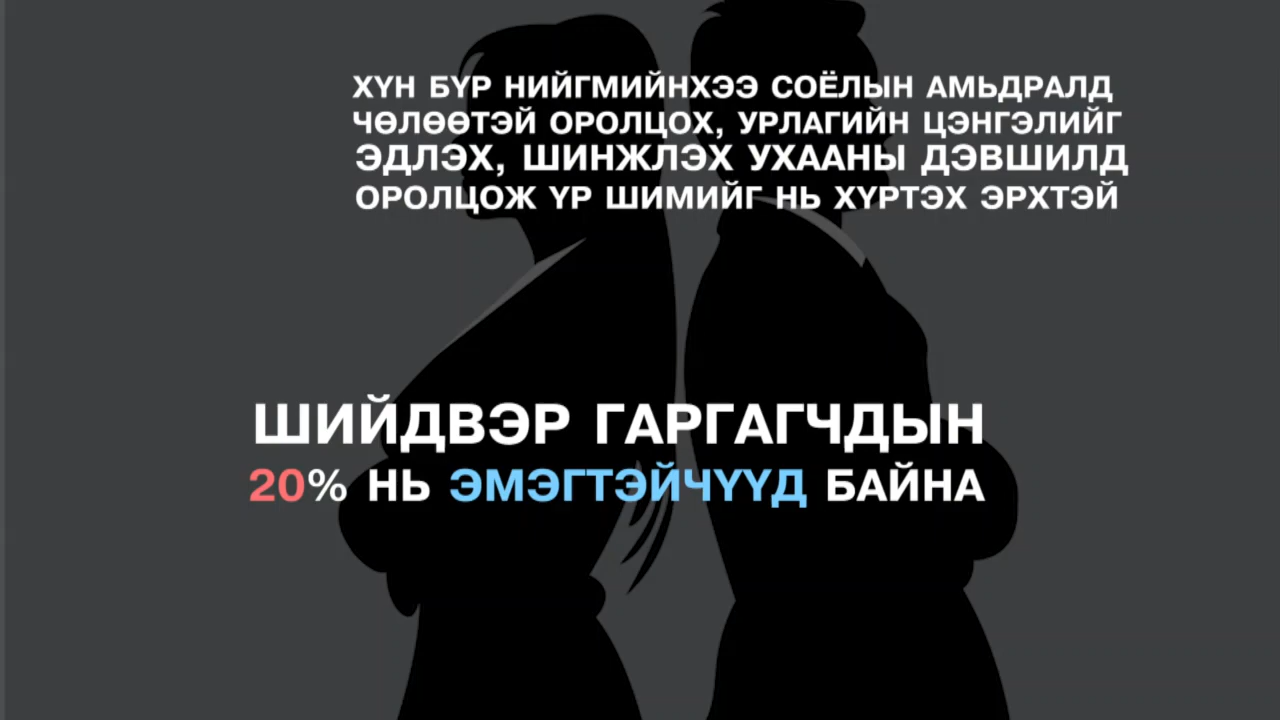 ХҮН БҮР НИЙГМИЙНХЭЭ СОЁЛЫН АМЬДРАЛД
ЧӨЛӨӨТЭЙ ОРОЛЦОХ, УРЛАГИЙН ЦЭНГЭЛИЙГ
ЭДЛЭХ, ШИНЖЛЭХ УХААНЫ ДЭВШИЛД
ОРОЛЦОЖ ҮР ШИМИЙГ НЬ ХҮРТЭХ ЭРХТЭЙ
ШИЙДВЭР ГАРГАГЧДЫН
20% НЬ ЭМЭГТЭЙЧҮҮД БАЙНА